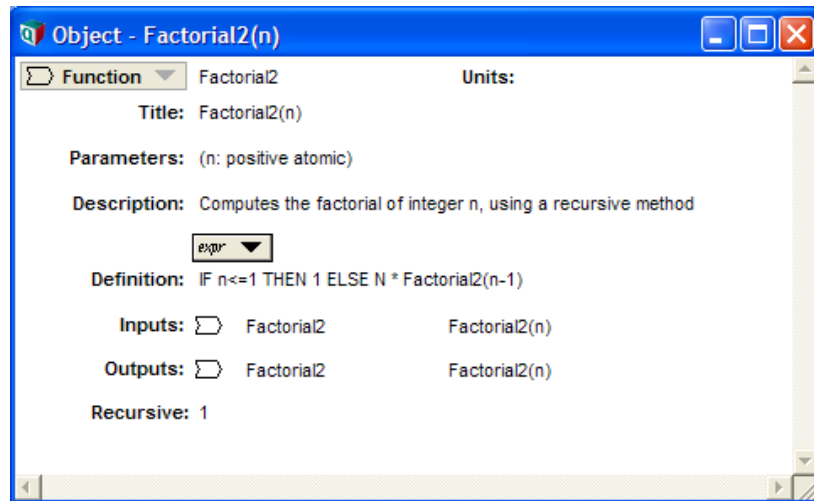 Object - Factorial2(n)
Function Factorial2 Units:
Title: Factorial2(n)
Parameters: (n: positive atomic)
Description: Computes the factorial of integer n, using a recursive method
expr
Definition: IF n<=1 THEN 1 ELSE N * Factorial2(n-1)
Inputs: Factorial2 Factorial2(n)
Outputs: Factorial2 Factorial2(n)
Recursive: 1